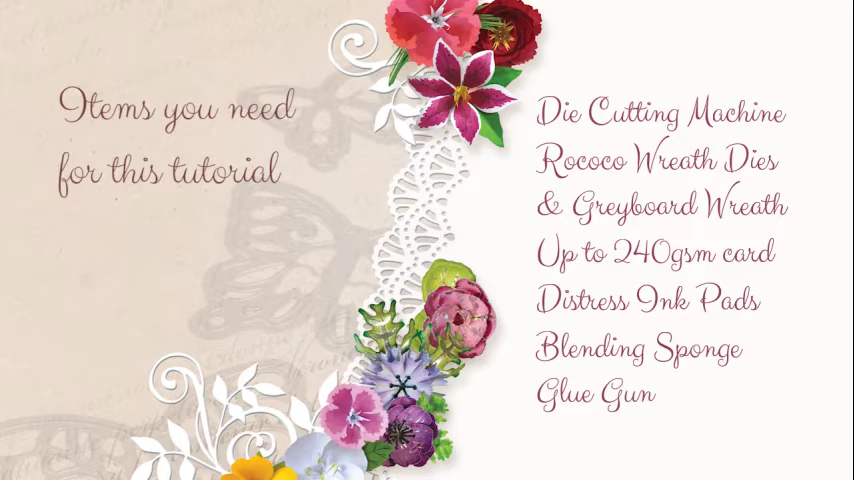 Items you need
for this tutorial
Die Cutting Machine
Rococo Wreath Dies
& Greyboard Wreath
Up to 240gsm card
Distress Ink Pads
Blending Sponge
Glue Gun